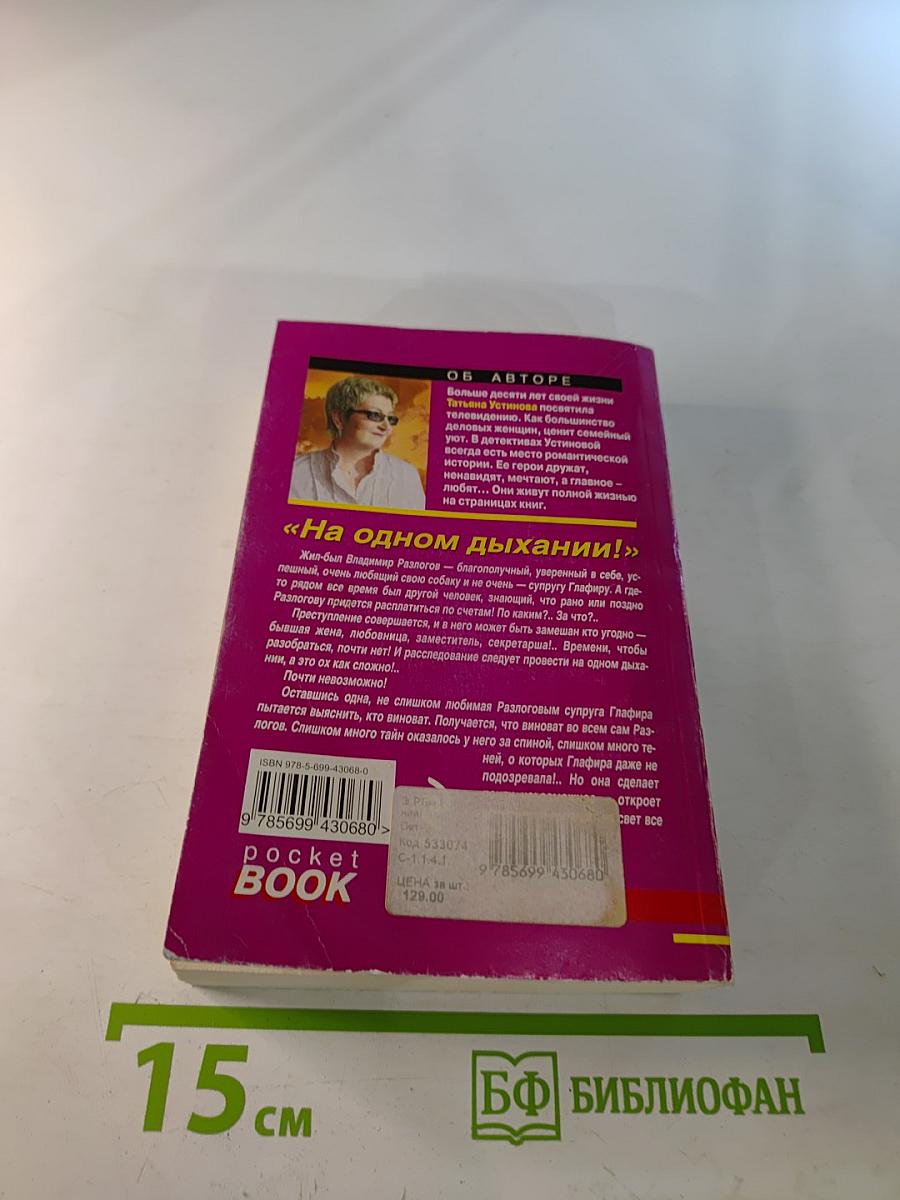 ОБ АВТОРЕ
Больше десяти лет своей жизни
Татьяна Устинова посвятила
телевидению. Как большинство
деловых женщин, ценит семейный
уют. В детективах Устиновой
всегда есть место романтической
истории. Ее герои дружат,
ненавидят, мечтают, а главное –
любят... Они живут полной жизнью
на страницах книг.
«На одном дыхании!»
Жил-был Владимир Разлогов — благополучный, уверенный в себе, ус-
пешный, очень любящий свою собаку и не очень — супругу Глафиру. А где-
то рядом все время был другой человек, знающий, что рано или поздно
Разлогову придется расплатиться по счетам! По каким?.. За что?..
Преступление совершается, и в него может быть замешан кто угодно —
бывшая жена, любовница, заместитель, секретарша!.. Времени, чтобы
разобраться, почти нет! И расследование следует провести на одном дыха-
нии, а это ох как сложно!..
Почти невозможно!
Оставшись одна, не слишком любимая Разлоговым супруга Глафира
пытается выяснить, кто виноват. Получается, что виноват во всем сам Раз-
логов. Слишком много тайн оказалось у него за спиной, слишком много те-
ней, о которых Глафира даже не
подозревала!.. Но она сделает
откроет
свет все
ISBN 978-5-699-43068-0
9 785699 430680 >
pocket
BOOK
Код 533074
С-1.1.4.1.
ЦЕНА за шт.:
129.00
9 785699 430680
15 см
БФ БИБЛИОФАН